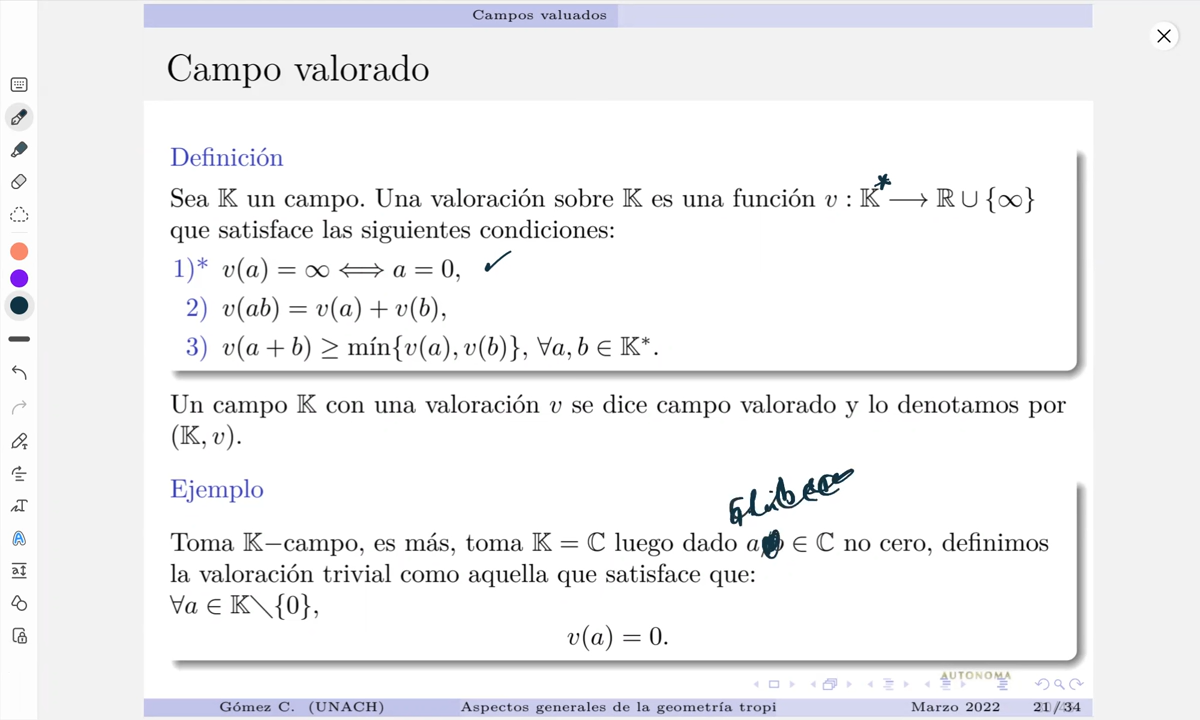 Campos valuados
Campo valorado
Definición
Sea 𝕂 un campo. Una valoración sobre 𝕂 es una función v : 𝕂* ⟶ ℝ ∪ {∞}
que satisface las siguientes condiciones:
1)* v(a) = ∞ ⟺ a = 0, ✓
2) v(ab) = v(a) + v(b),
3) v(a + b) ≥ mín{v(a), v(b)}, ∀a, b ∈ 𝕂*.
Un campo 𝕂 con una valoración v se dice campo valorado y lo denotamos por
(𝕂, v).
Ejemplo
Toma 𝕂−campo, es más, toma 𝕂 = ℂ luego dado a ∈ ℂ no cero, definimos
la valoración trivial como aquella que satisface que:
∀a ∈ 𝕂∖{0},
v(a) = 0.
AUTONOMA
Gómez C. (UNACH) Aspectos generales de la geometría tropi Marzo 2022 21/34